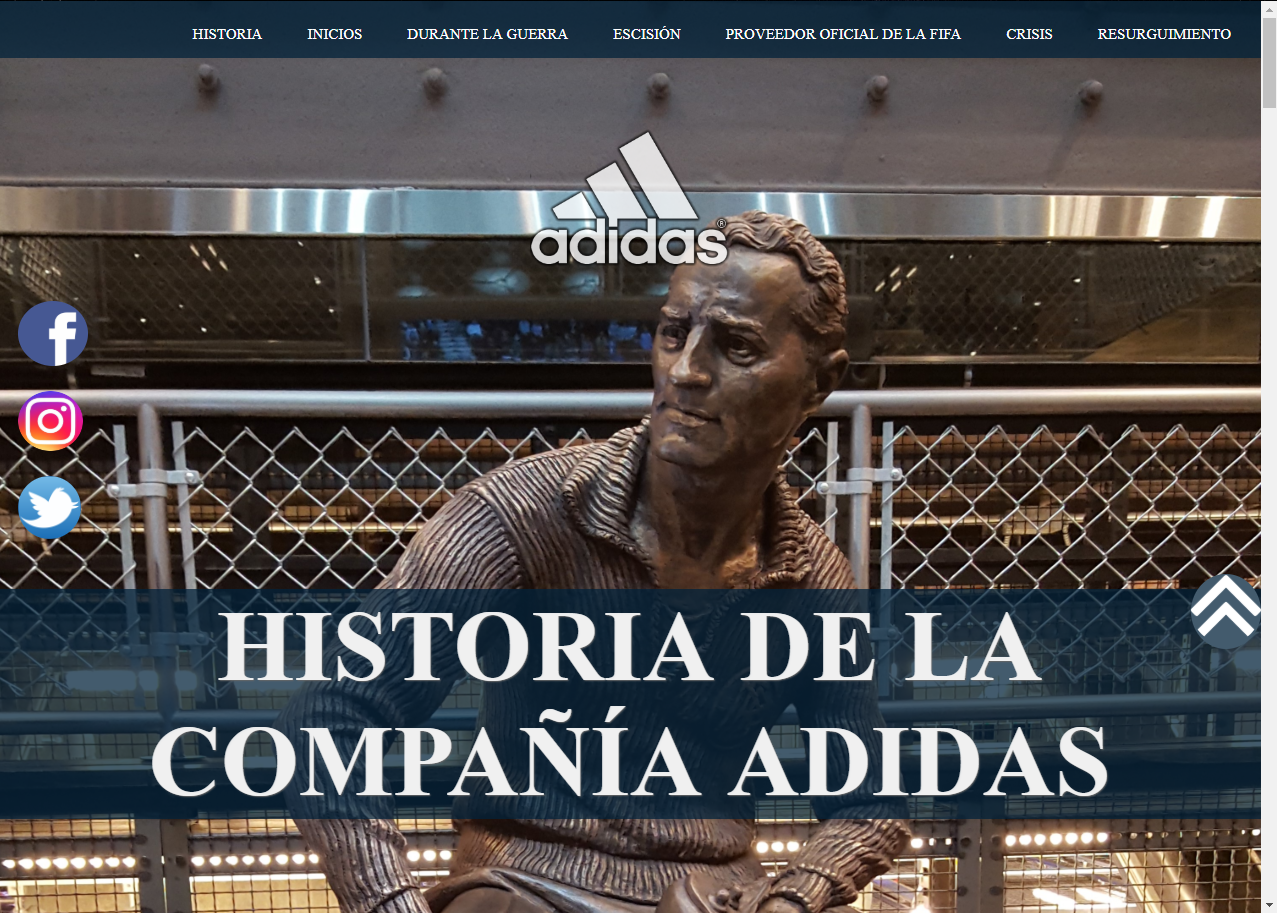 HISTORIA INICIOS DURANTE LA GUERRA ESCISIÓN PROVEEDOR OFICIAL DE LA FIFA CRISIS RESURGUIMIENTO
adidas®
f
HISTORIA DE LA
COMPAÑÍA ADIDAS